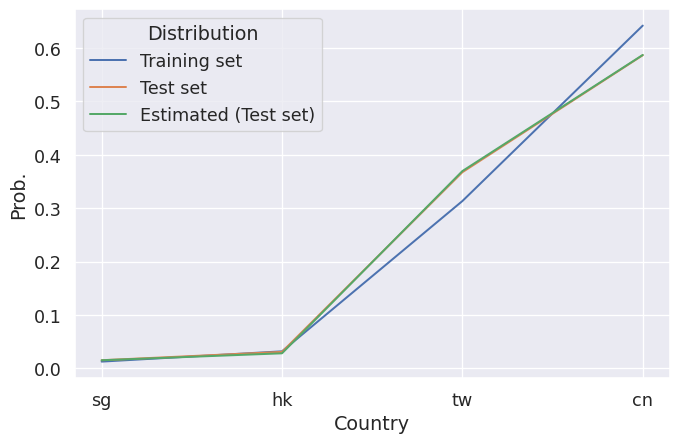 Distribution
Training set
Test set
Estimated (Test set)
0.6
0.5
0.4
0.3
0.2
0.1
0.0
Prob.
sg hk tw cn
Country